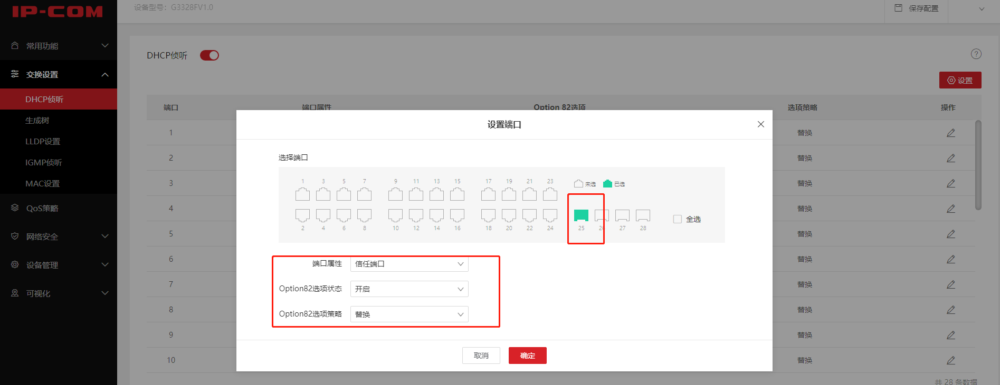 IP-COM
设备型号：G3328FV1.0
保存配置
常用功能
交换设置
DHCP侦听
生成树
LLDP设置
IGMP侦听
MAC设置
QoS策略
网络安全
设备管理
可视化
DHCP侦听
?
设置
端口 端口属性 Option 82选项 选项策略 操作
1 替换
2 替换
3 替换
4 替换
5 替换
6 替换
7 替换
8 替换
9 替换
10 替换
共 28 条数据
设置端口
选择端口
1 3 5 7 9 11 13 15 17 19 21 23 未选 已选
2 4 6 8 10 12 14 16 18 20 22 24 25 26 27 28
全选
端口属性 信任端口
Option82选项状态 开启
Option82选项策略 替换
取消 确定